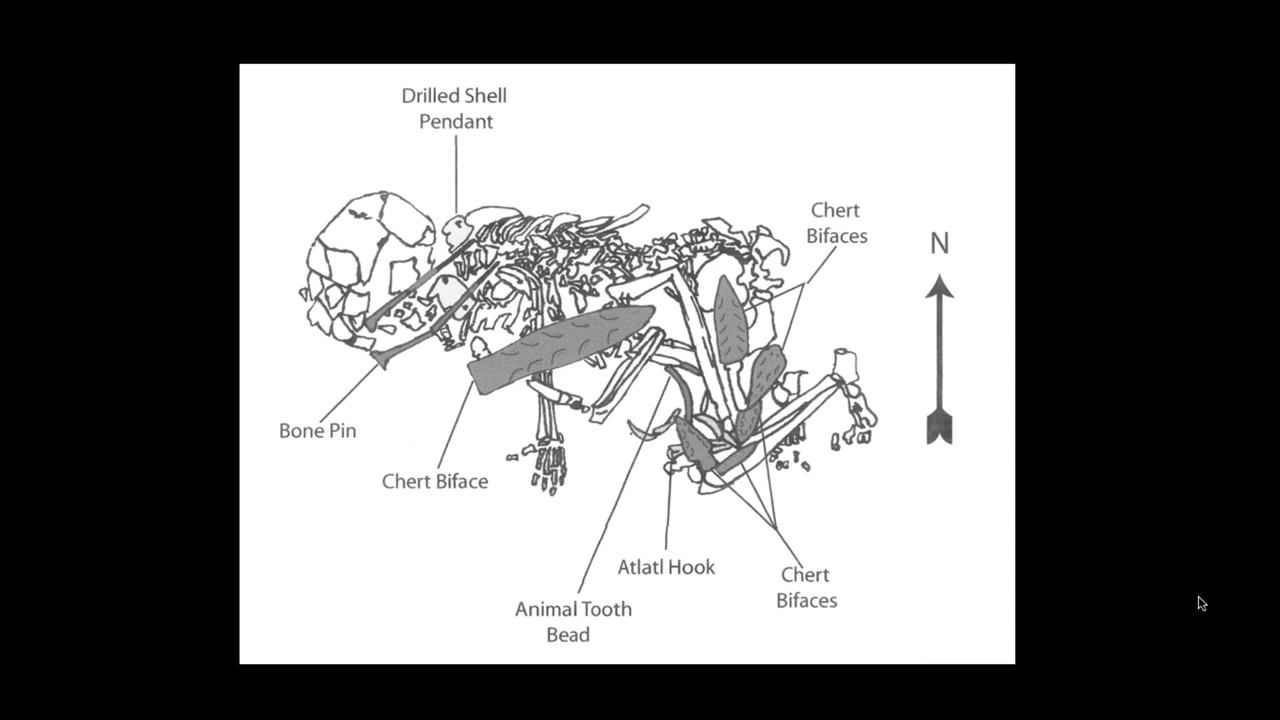 Drilled Shell
Pendant
Chert
Bifaces
N
Bone Pin
Chert Biface
Atlatl Hook
Chert
Bifaces
Animal Tooth
Bead